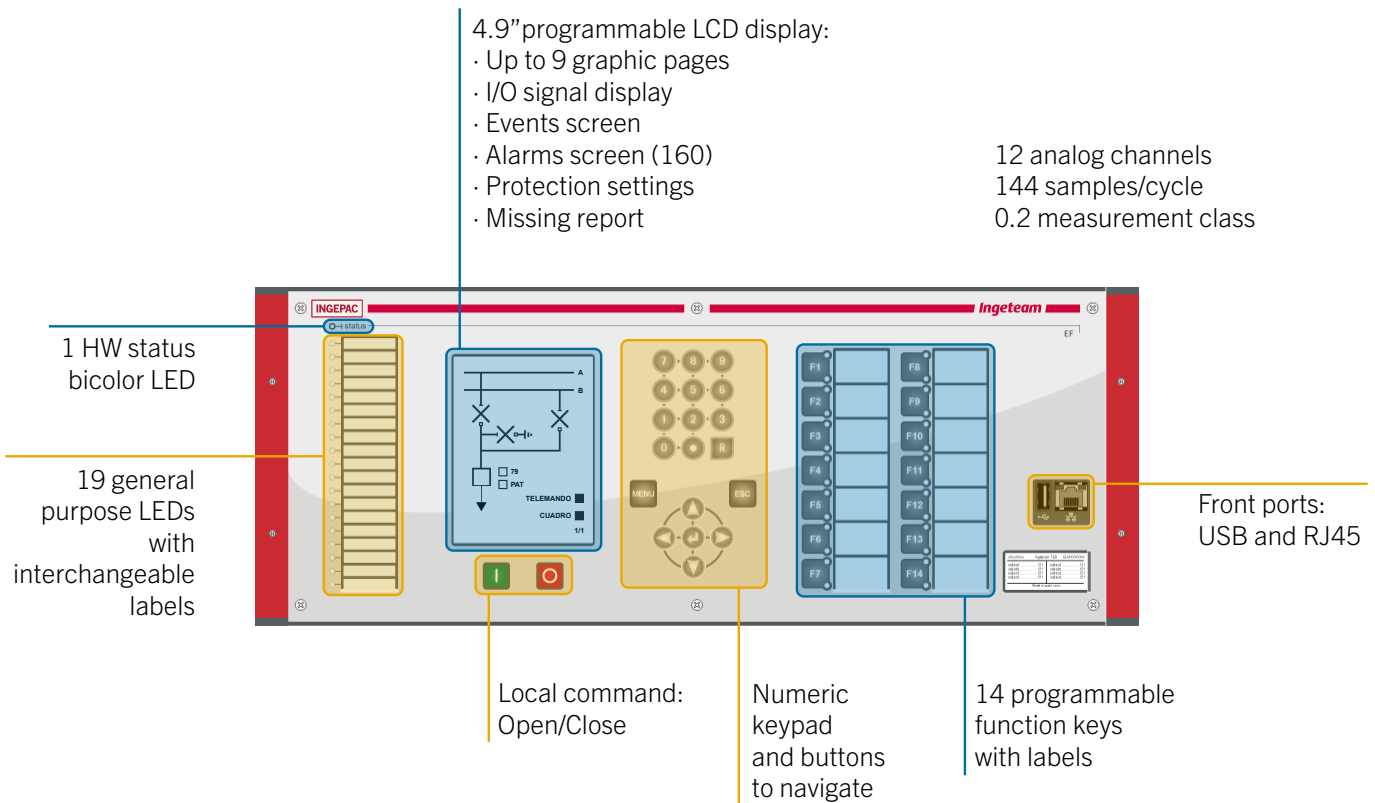 4.9”programmable LCD display:
· Up to 9 graphic pages
· I/O signal display
· Events screen
· Alarms screen (160)
· Protection settings
· Missing report
12 analog channels
144 samples/cycle
0.2 measurement class
INGEPAC
Ingeteam
status
EF
1 HW status
bicolor LED
19 general
purpose LEDs
with
interchangeable
labels
A
B
79
PAT
TELEMANDO
CUADRO
1/1
7 8 9
4 5 6
1 2 3
0 R
MENU ESC
F1 F8
F2 F9
F3 F10
F4 F11
F5 F12
F6 F13
F7 F14
Front ports:
USB and RJ45
Local command:
Open/Close
Numeric
keypad
and buttons
to navigate
14 programmable
function keys
with labels